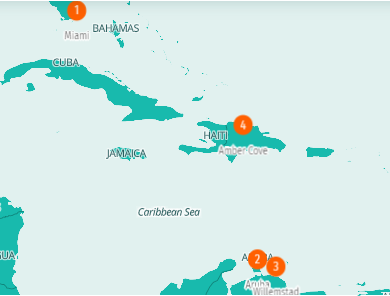 1
Miami
BAHAMAS
CUBA
4
HAITI
Amber Cove
JAMAICA
Caribbean Sea
2
3
Aruba
Willemstad